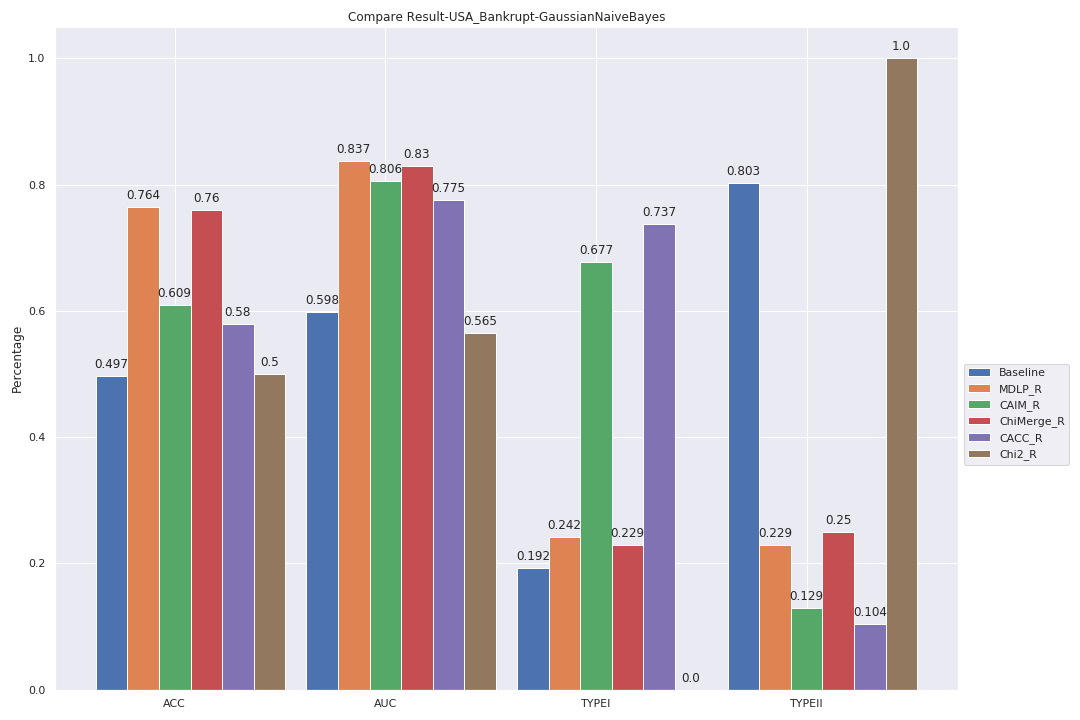 Compare Result-USA_Bankrupt-GaussianNaiveBayes
Percentage
1.0
0.8
0.6
0.4
0.2
0.0
0.497
0.764
0.609
0.76
0.58
0.5
0.598
0.837
0.806
0.83
0.775
0.565
0.192
0.242
0.677
0.229
0.737
0.0
0.803
0.229
0.129
0.25
0.104
1.0
ACC
AUC
TYPEI
TYPEII
Baseline
MDLP_R
CAIM_R
ChiMerge_R
CACC_R
Chi2_R